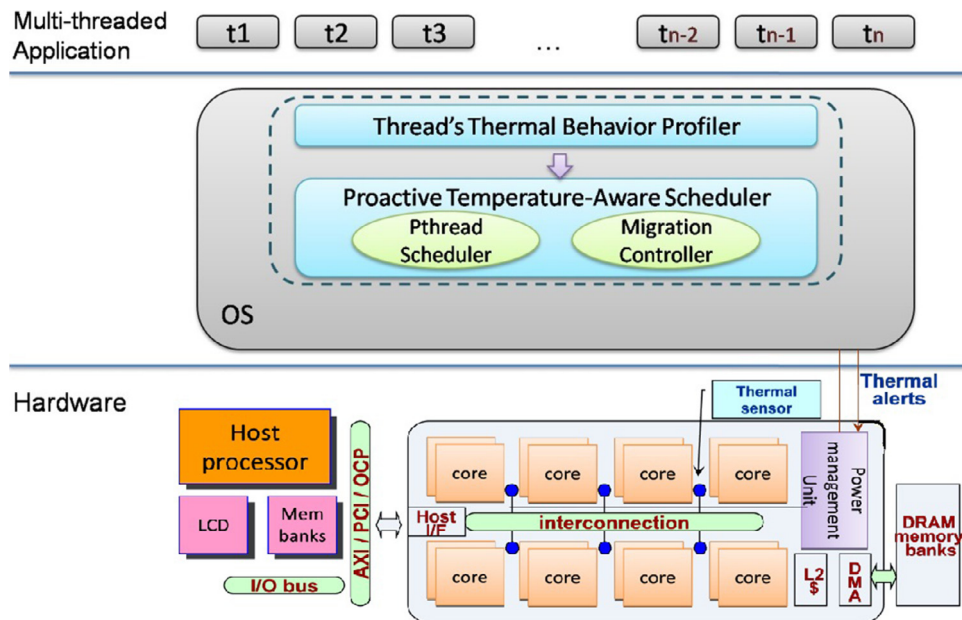 Multi-threaded
Application
t1
t2
t3
...
tn-2
tn-1
tn
Thread's Thermal Behavior Profiler
Proactive Temperature-Aware Scheduler
Pthread
Scheduler
Migration
Controller
OS
Hardware
Thermal
sensor
Thermal
alerts
Host
processor
LCD
Mem
banks
I/O bus
AXI / PCI / OCP
Host
I/F
core
core
core
core
interconnection
core
core
core
core
Power
management
Unit
L2
$
DMA
DRAM
memory
banks